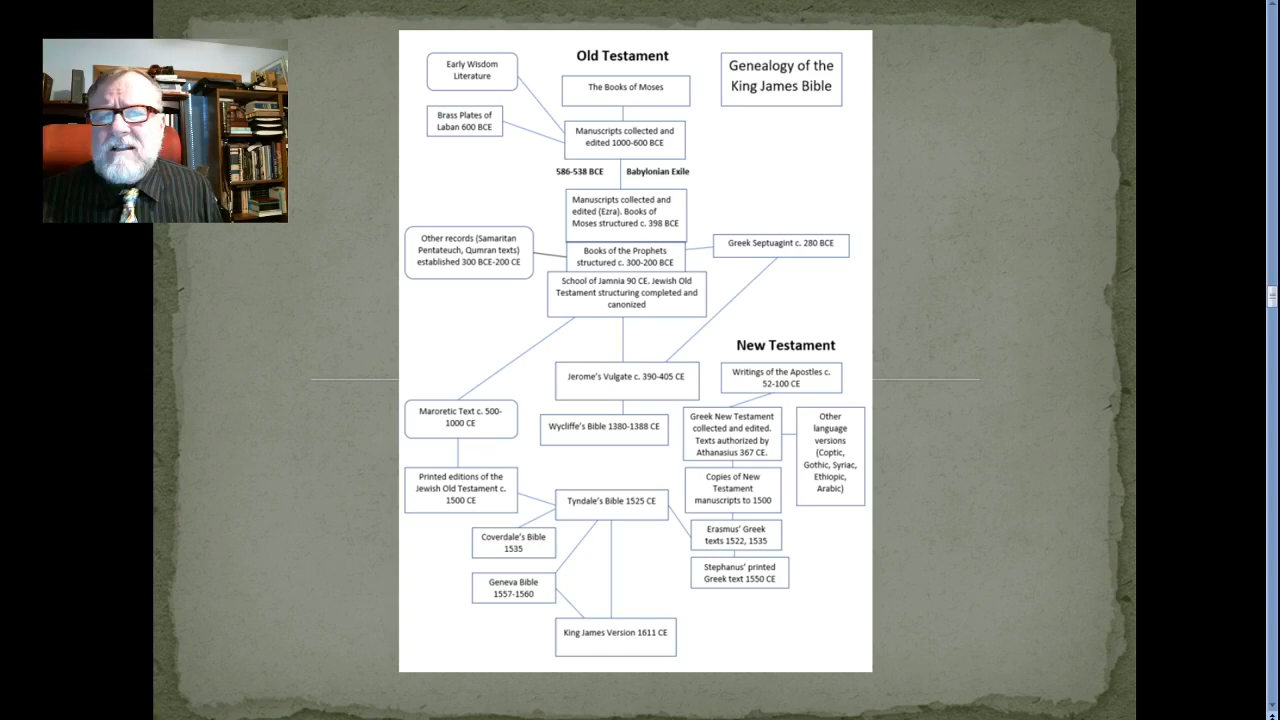 Old Testament
Genealogy of the
King James Bible
Early Wisdom
Literature
The Books of Moses
Brass Plates of
Laban 600 BCE
Manuscripts collected and
edited 1000-600 BCE
586-538 BCE
Babylonian Exile
Manuscripts collected and
edited (Ezra). Books of
Moses structured c. 398 BCE
Other records (Samaritan
Pentateuch, Qumran texts)
established 300 BCE-200 CE
Books of the Prophets
structured c. 300-200 BCE
Greek Septuagint c. 280 BCE
School of Jamnia 90 CE. Jewish Old
Testament structuring completed and
canonized
New Testament
Jerome's Vulgate c. 390-405 CE
Writings of the Apostles c.
52-100 CE
Maroretic Text c. 500-
1000 CE
Wycliffe's Bible 1380-1388 CE
Greek New Testament
collected and edited.
Texts authorized by
Athanasius 367 CE.
Other
language
versions
(Coptic,
Gothic, Syriac,
Ethiopic,
Arabic)
Printed editions of the
Jewish Old Testament c.
1500 CE
Tyndale's Bible 1525 CE
Copies of New
Testament
manuscripts to 1500
Coverdale's Bible
1535
Erasmus' Greek
texts 1522, 1535
Geneva Bible
1557-1560
Stephanus' printed
Greek text 1550 CE
King James Version 1611 CE